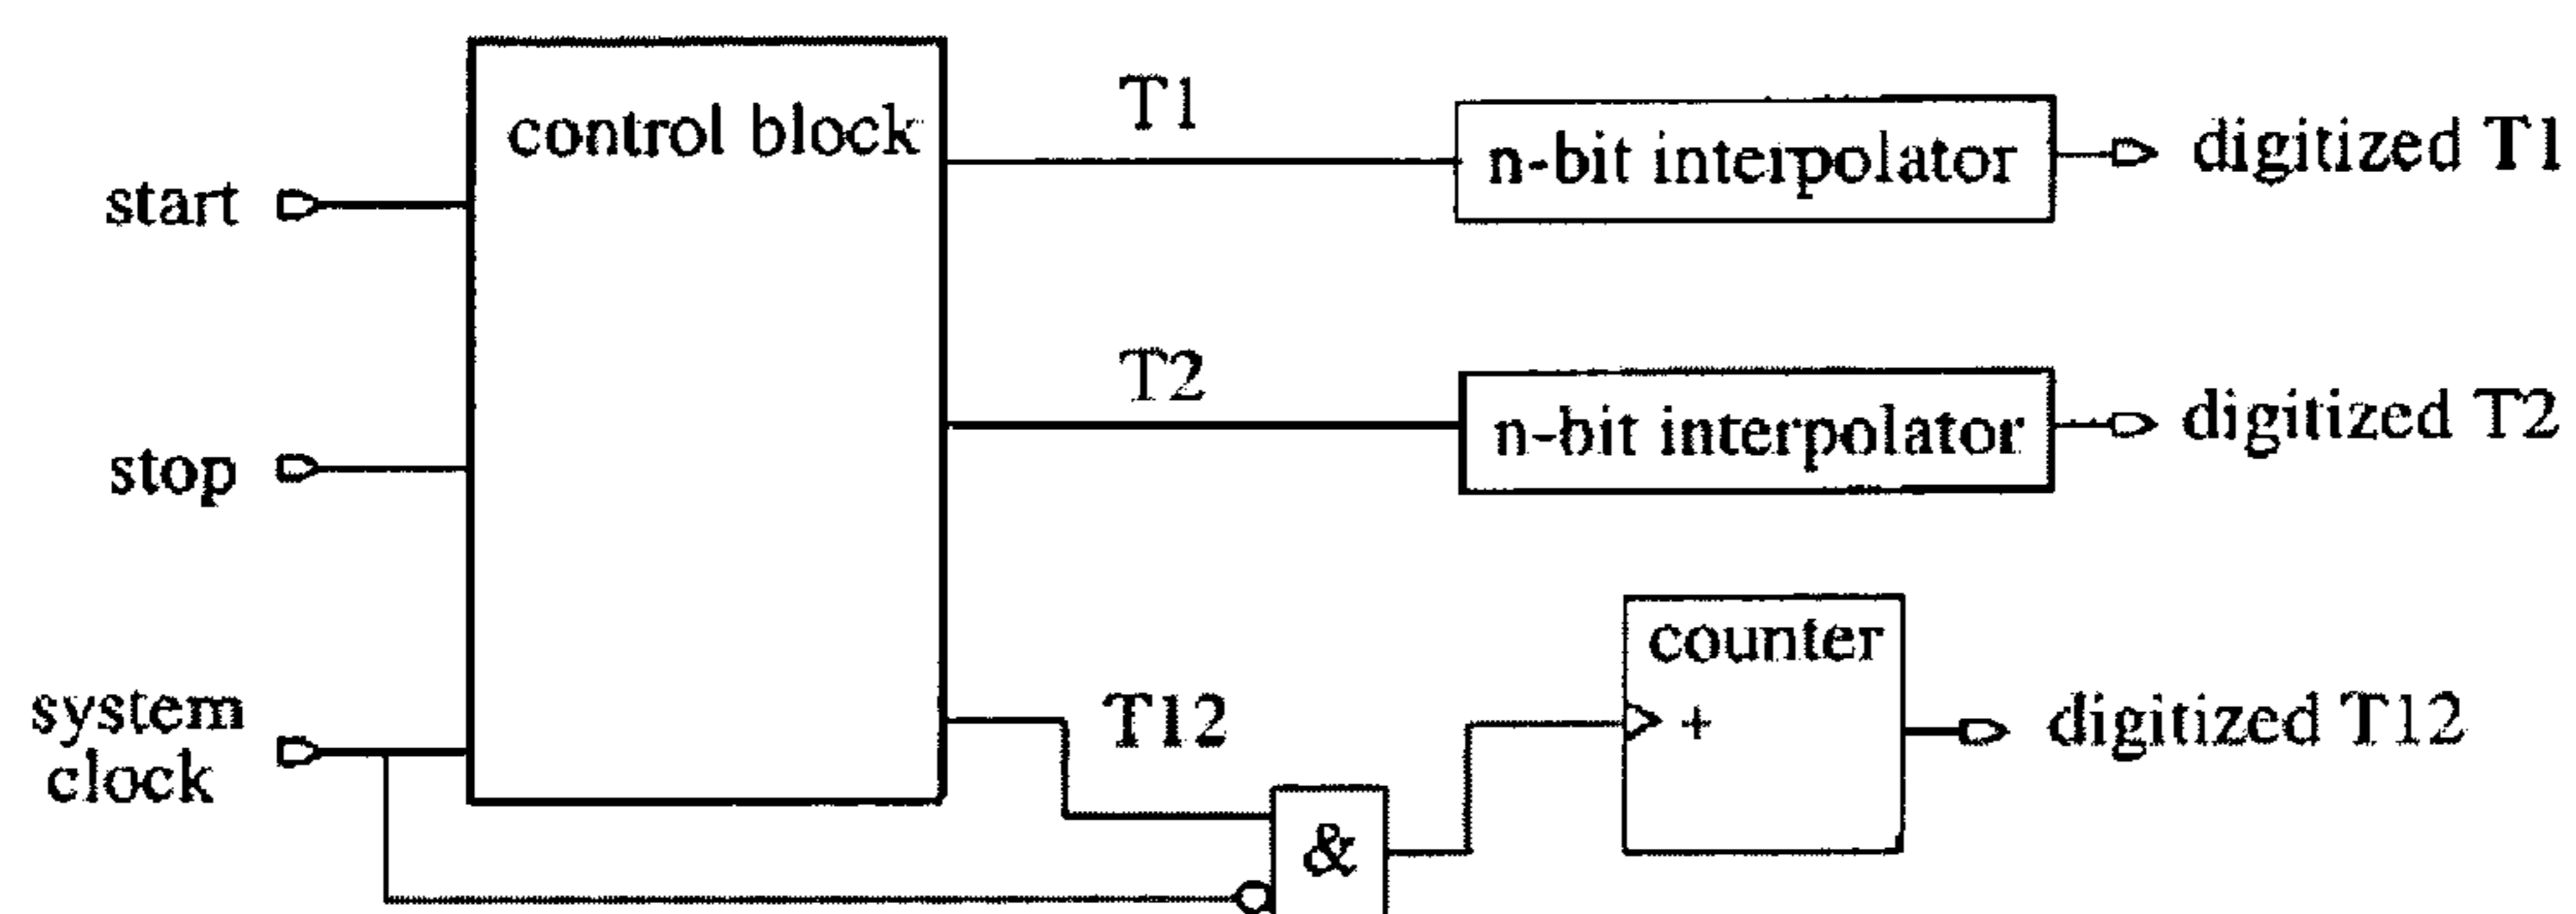 control block
T1
n-bit interpolator
digitized T1
start
T2
n-bit interpolator
digitized T2
stop
counter
+
system
clock
T12
digitized T12
&